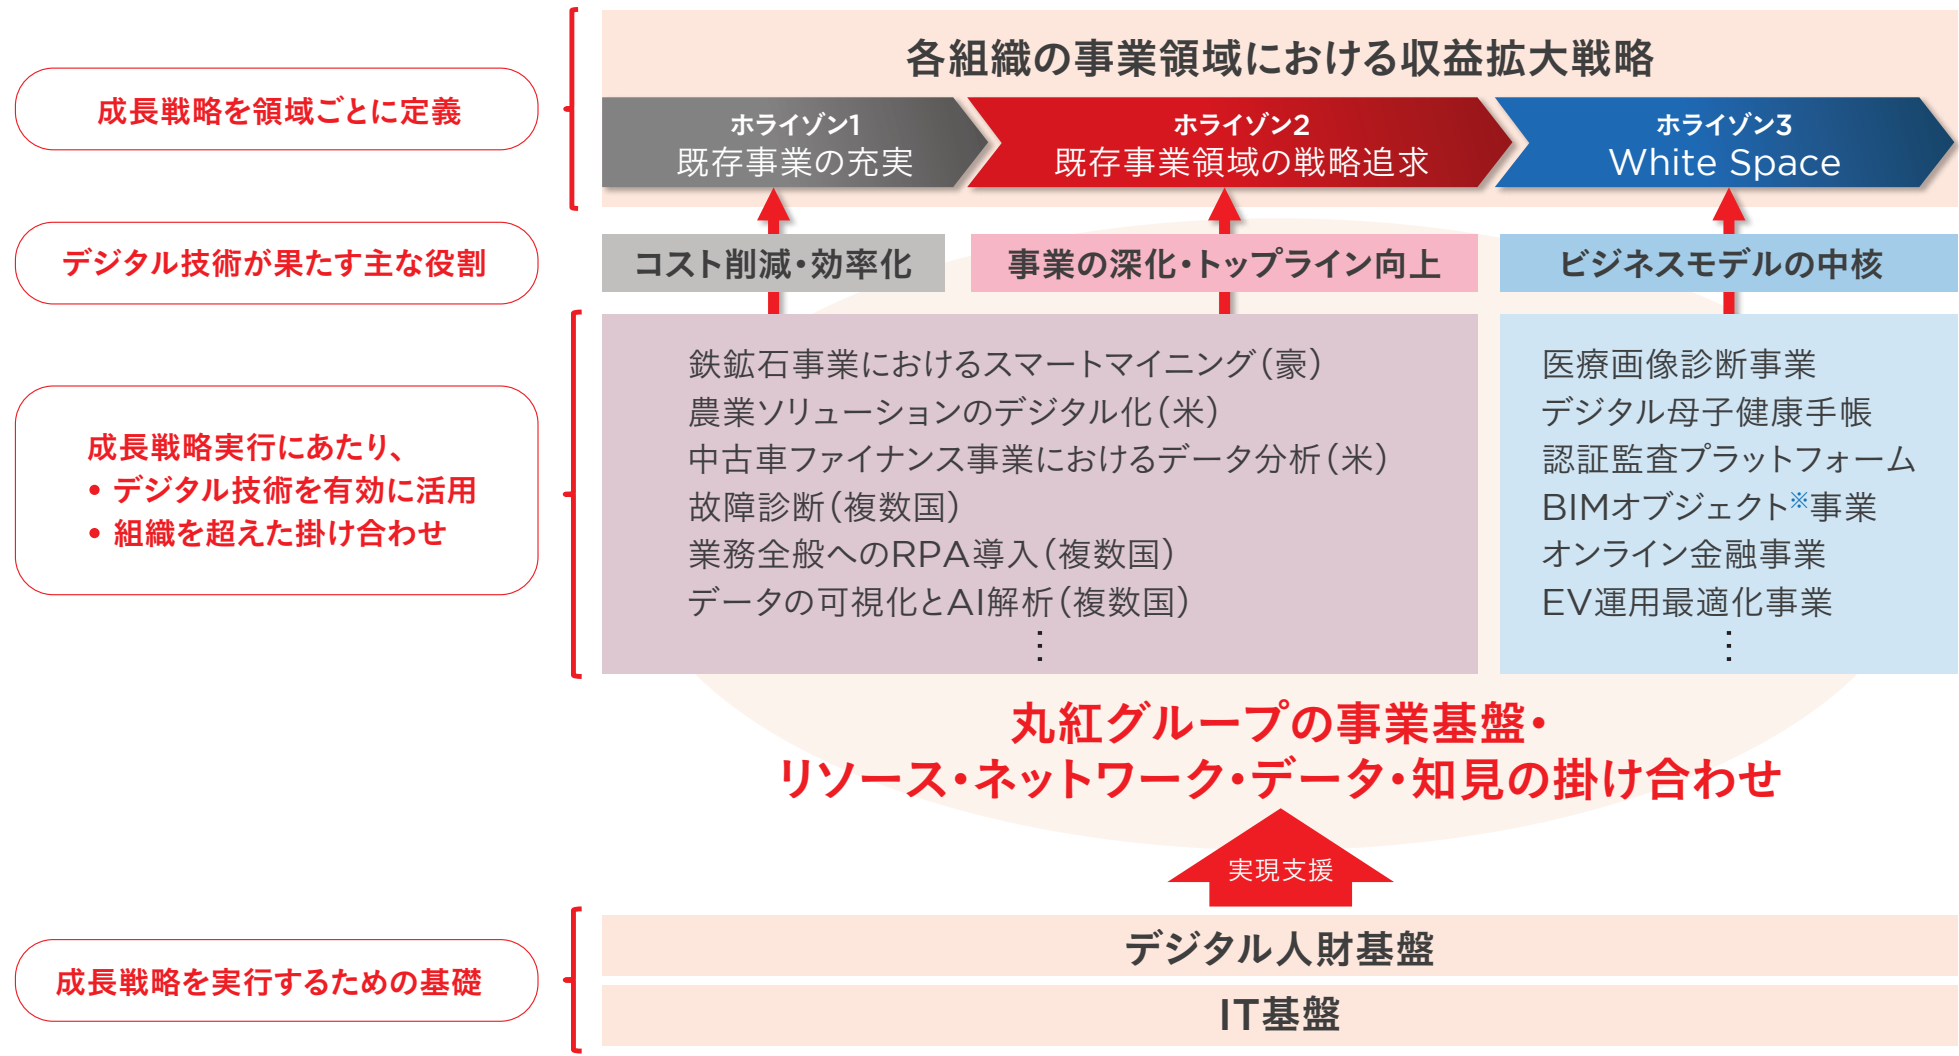 各組織の事業領域における収益拡大戦略
成長戦略を領域ごとに定義
ホライゾン1
既存事業の充実
ホライゾン2
既存事業領域の戦略追求
ホライゾン3
White Space
デジタル技術が果たす主な役割
コスト削減・効率化
事業の深化・トップライン向上
ビジネスモデルの中核
成長戦略実行にあたり、
• デジタル技術を有効に活用
• 組織を超えた掛け合わせ
鉄鉱石事業におけるスマートマイニング（豪）
農業ソリューションのデジタル化（米）
中古車ファイナンス事業におけるデータ分析（米）
故障診断（複数国）
業務全般へのRPA導入（複数国）
データの可視化とAI解析（複数国）
⋮
医療画像診断事業
デジタル母子健康手帳
認証監査プラットフォーム
BIMオブジェクト※事業
オンライン金融事業
EV運用最適化事業
⋮
丸紅グループの事業基盤・
リソース・ネットワーク・データ・知見の掛け合わせ
実現支援
成長戦略を実行するための基礎
デジタル人財基盤
IT基盤